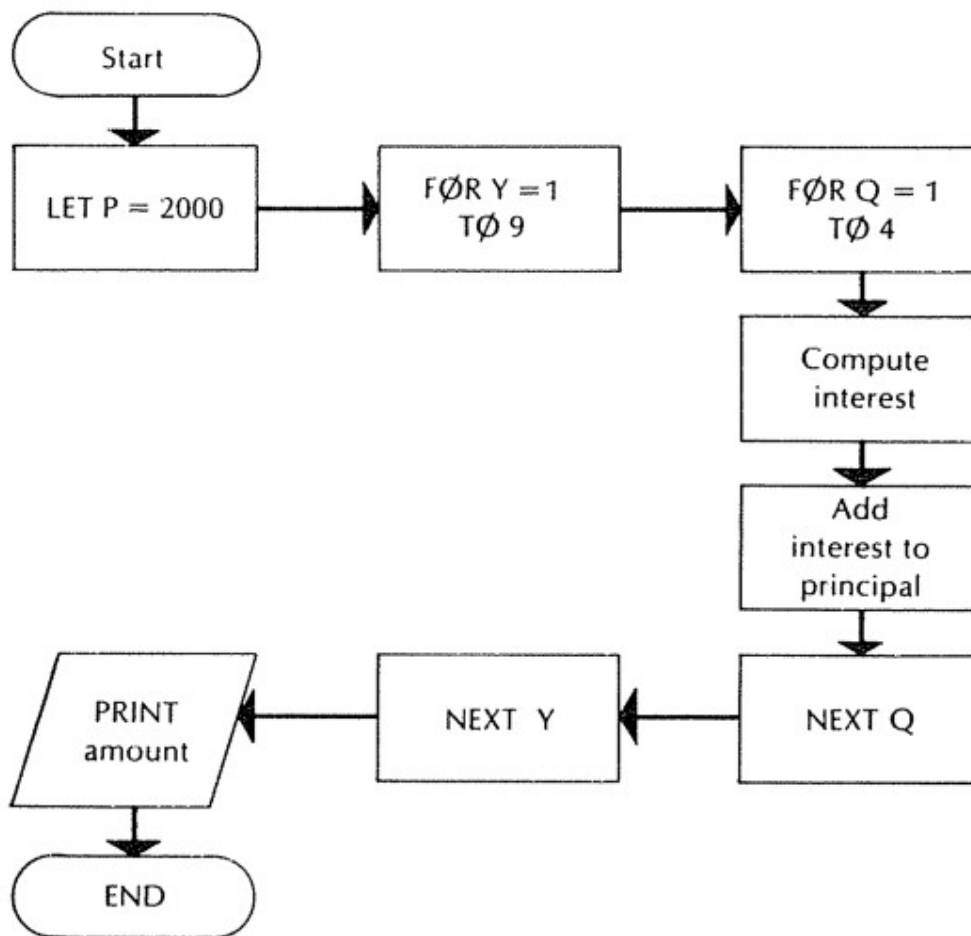 Start
LET P = 2000
FØR Y = 1
TØ 9
FØR Q = 1
TØ 4
Compute
interest
Add
interest to
principal
NEXT Q
NEXT Y
PRINT
amount
END